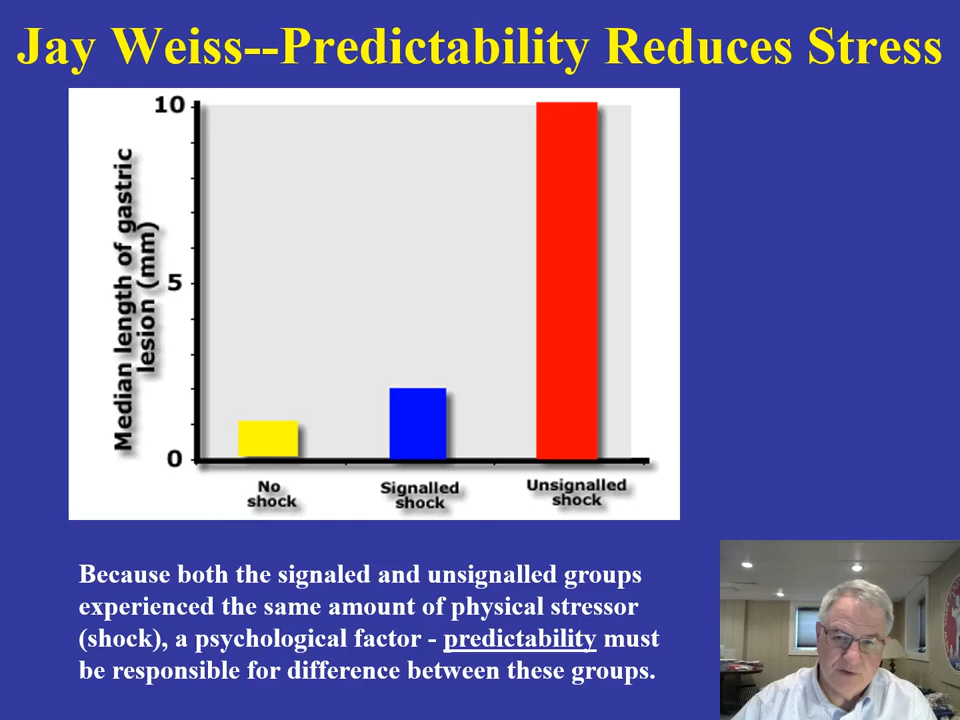 Jay Weiss--Predictability Reduces Stress
10
5
0
Median length of gastric
lesion (mm)
No
shock
Signalled
shock
Unsignalled
shock
Because both the signaled and unsignalled groups
experienced the same amount of physical stressor
(shock), a psychological factor - predictability must
be responsible for difference between these groups.